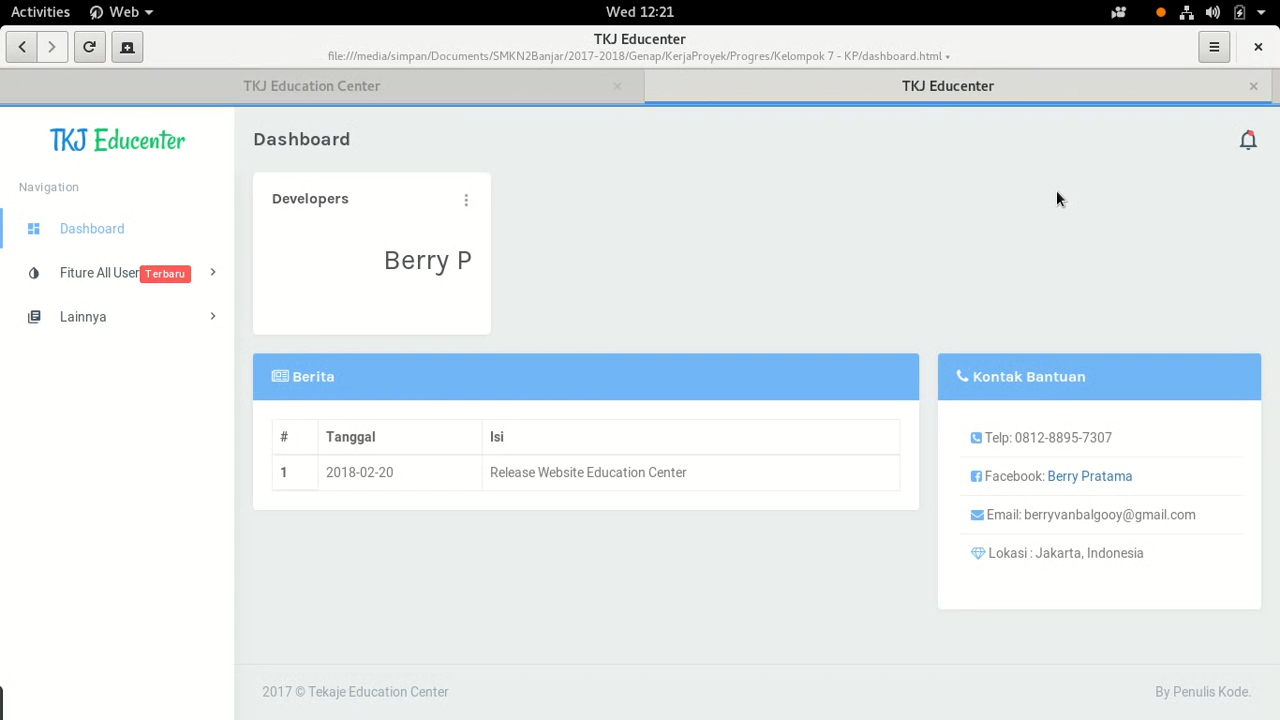 Activities Web Wed 12:21
TKJ Educenter
file:///media/simpan/Documents/SMKN2Banjar/2017-2018/Genap/KerjaProyek/Progres/Kelompok 7 - KP/dashboard.html
TKJ Education Center TKJ Educenter
TKJ Educenter
Navigation
Dashboard
Fiture All User Terbaru
Lainnya
Dashboard
Developers
Berry P
Berita
# Tanggal Isi
1 2018-02-20 Release Website Education Center
Kontak Bantuan
Telp: 0812-8895-7307
Facebook: Berry Pratama
Email: berryvanbalgooy@gmail.com
Lokasi : Jakarta, Indonesia
2017 © Tekaje Education Center
By Penulis Kode.